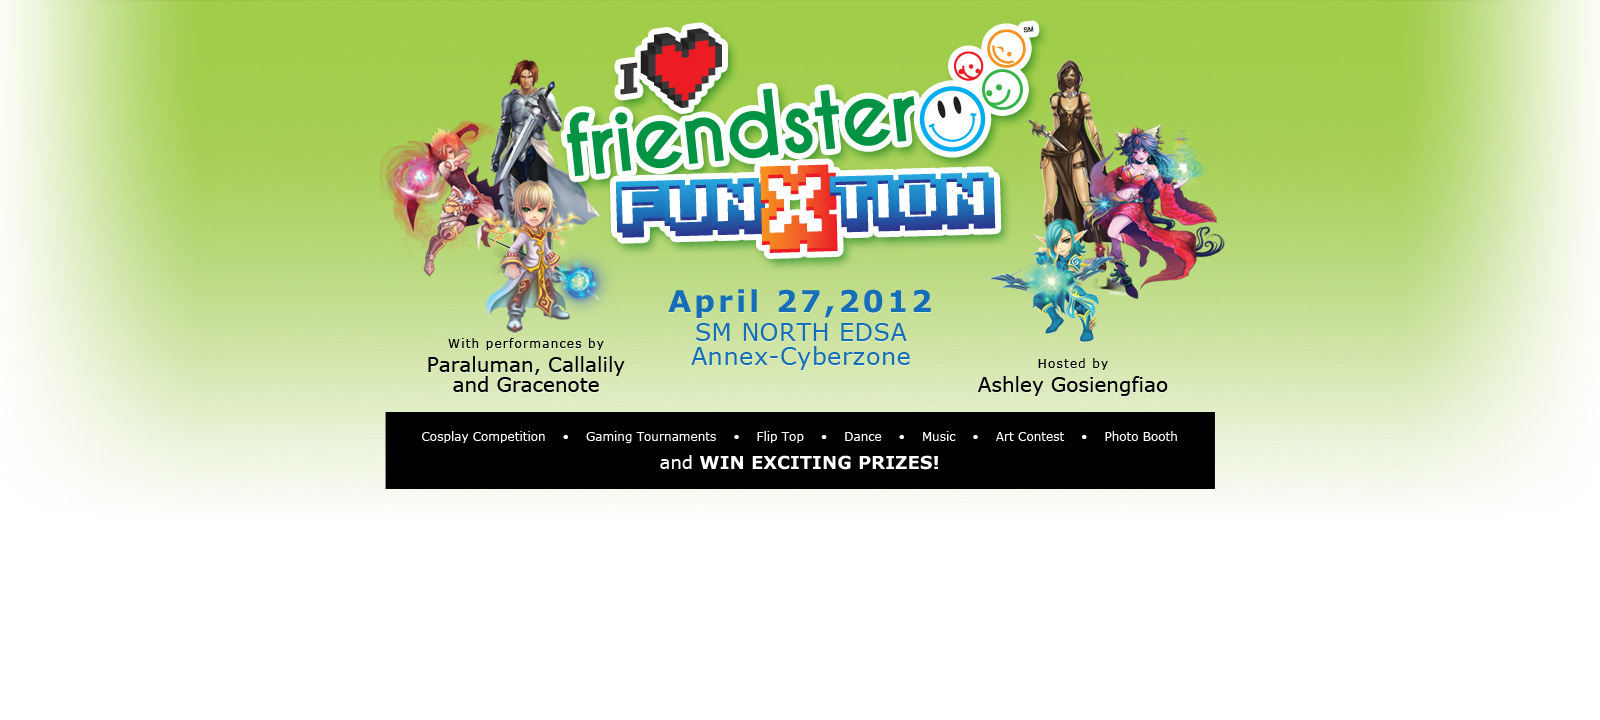 I
SM
friendster
FUNXTION
April 27,2012
SM NORTH EDSA
Annex-Cyberzone
With performances by
Paraluman, Callalily
and Gracenote
Hosted by
Ashley Gosiengfiao
Cosplay Competition • Gaming Tournaments • Flip Top • Dance • Music • Art Contest • Photo Booth
and WIN EXCITING PRIZES!